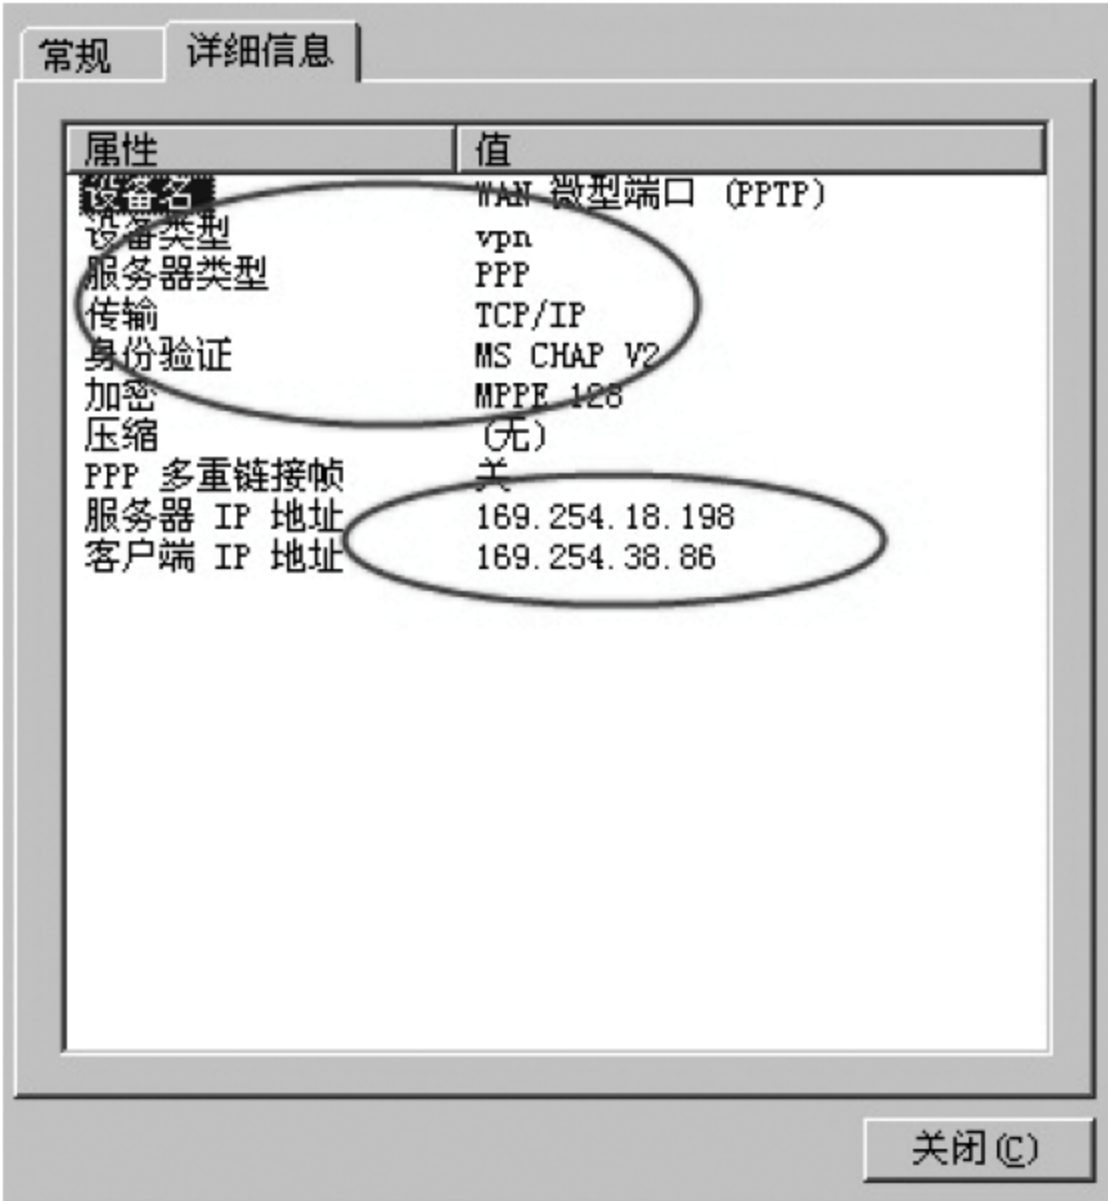 常规 详细信息
属性 值
设备名 WAN 微型端口 (PPTP)
设备类型 vpn
服务器类型 PPP
传输 TCP/IP
身份验证 MS CHAP V2
加密 MPPE 128
压缩 (无)
PPP 多重链接帧 关
服务器 IP 地址 169.254.18.198
客户端 IP 地址 169.254.38.86
关闭(C)